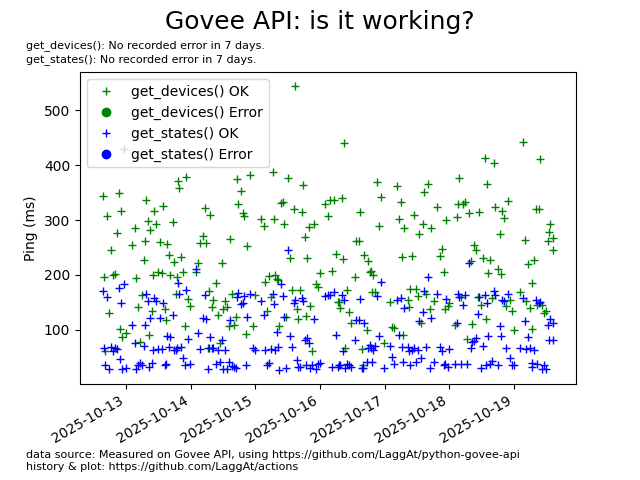 Govee API: is it working?
get_devices(): No recorded error in 7 days.
get_states(): No recorded error in 7 days.
get_devices() OK
get_devices() Error
get_states() OK
get_states() Error
Ping (ms)
500
400
300
200
100
2025-10-13
2025-10-14
2025-10-15
2025-10-16
2025-10-17
2025-10-18
2025-10-19
data source: Measured on Govee API, using https://github.com/LaggAt/python-govee-api
history & plot: https://github.com/LaggAt/actions